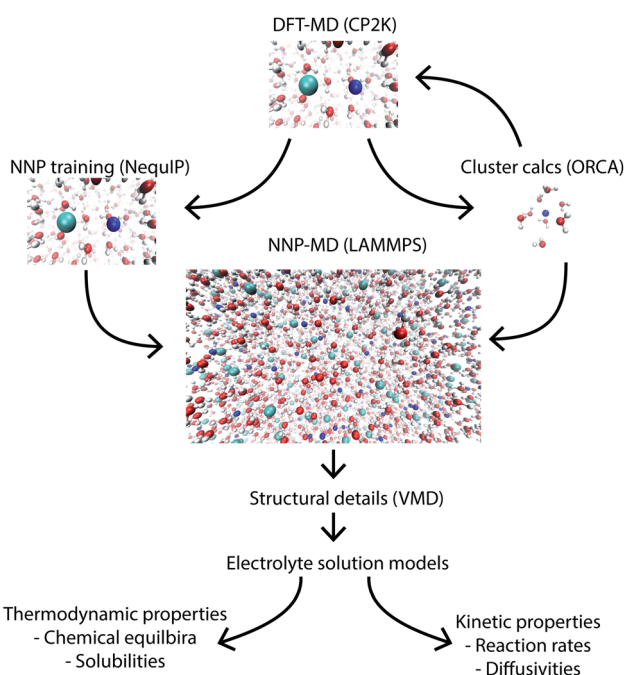 DFT-MD (CP2K)
NNP training (NequIP)
Cluster calcs (ORCA)
NNP-MD (LAMMPS)
Structural details (VMD)
Electrolyte solution models
Thermodynamic properties
- Chemical equilbira
- Solubilities
Kinetic properties
- Reaction rates
- Diffusivities